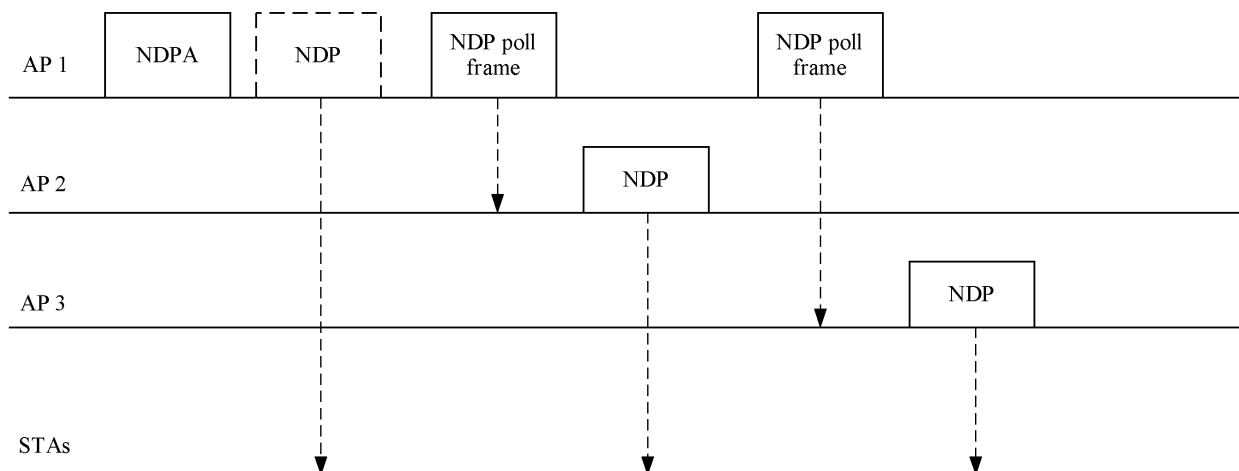 AP 1
NDPA
NDP
NDP poll
frame
NDP poll
frame
AP 2
NDP
AP 3
NDP
STAs